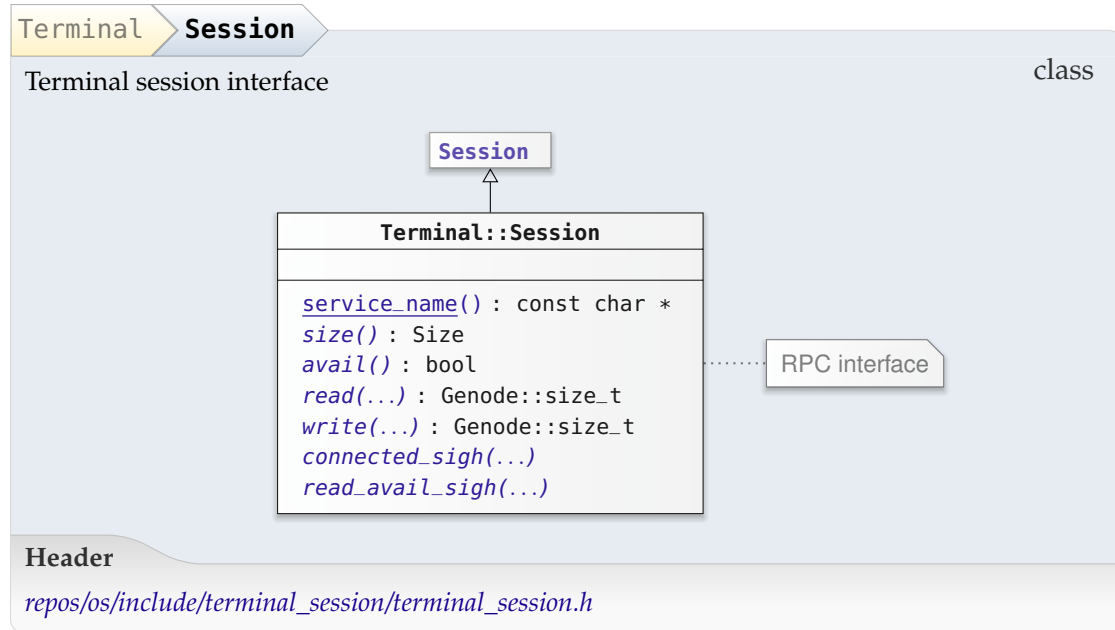 Terminal Session
class
Terminal session interface
Session
Terminal::Session
service_name() : const char *
size() : Size
avail() : bool
RPC interface
read(...) : Genode::size_t
write(...) : Genode::size_t
connected_sigh(...)
read_avail_sigh(...)
Header
repos/os/include/terminal_session/terminal_session.h